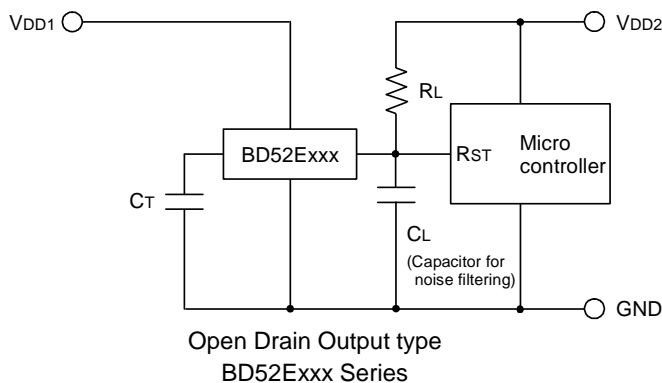 VDD1
VDD2
RL
BD52Exxx
RST
Micro
controller
CT
CL
(Capacitor for
noise filtering)
GND
Open Drain Output type
BD52Exxx Series